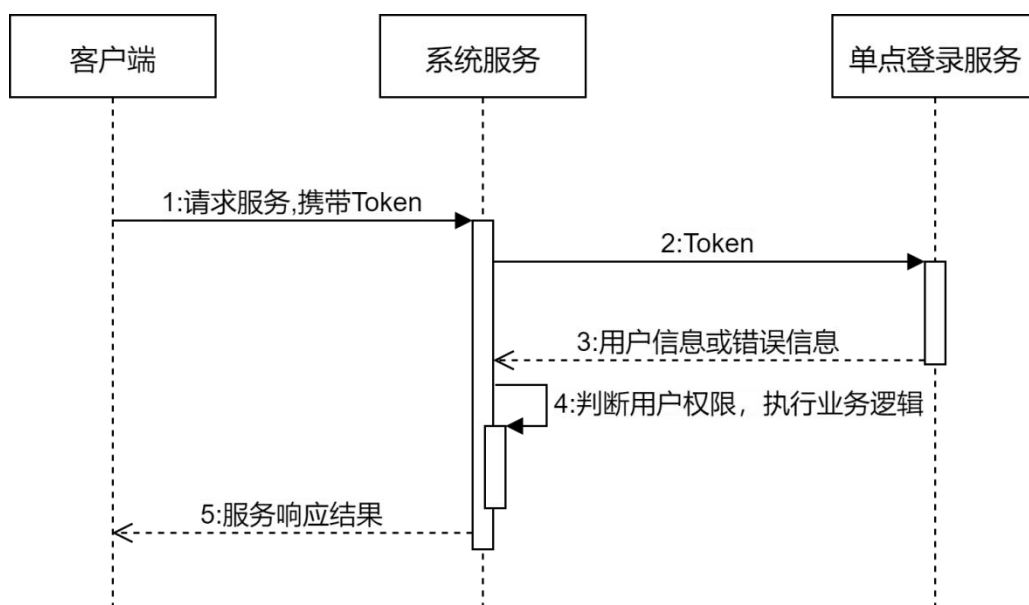 客户端
系统服务
单点登录服务
1:请求服务,携带Token
2:Token
3:用户信息或错误信息
4:判断用户权限，执行业务逻辑
5:服务响应结果